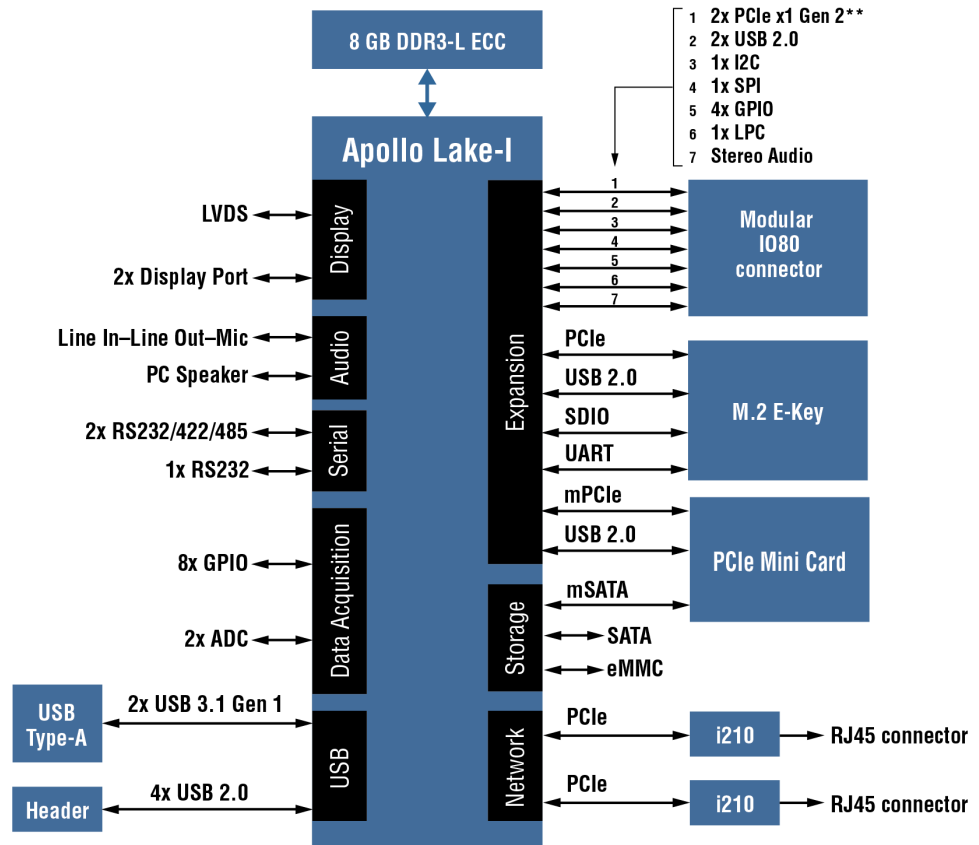 8 GB DDR3-L ECC
1 2x PCIe x1 Gen 2**
2 2x USB 2.0
3 1x I2C
4 1x SPI
5 4x GPIO
6 1x LPC
7 Stereo Audio
Apollo Lake-I
LVDS
2x Display Port
Display
Line In–Line Out–Mic
PC Speaker
Audio
2x RS232/422/485
1x RS232
Serial
8x GPIO
2x ADC
Data Acquisition
USB
Type-A
2x USB 3.1 Gen 1
Header
4x USB 2.0
USB
Expansion
1
2
3
4
5
6
7
Modular
IO80
connector
PCIe
USB 2.0
SDIO
UART
M.2 E-Key
mPCIe
USB 2.0
mSATA
PCIe Mini Card
Storage
SATA
eMMC
Network
PCIe
i210
RJ45 connector
PCIe
i210
RJ45 connector